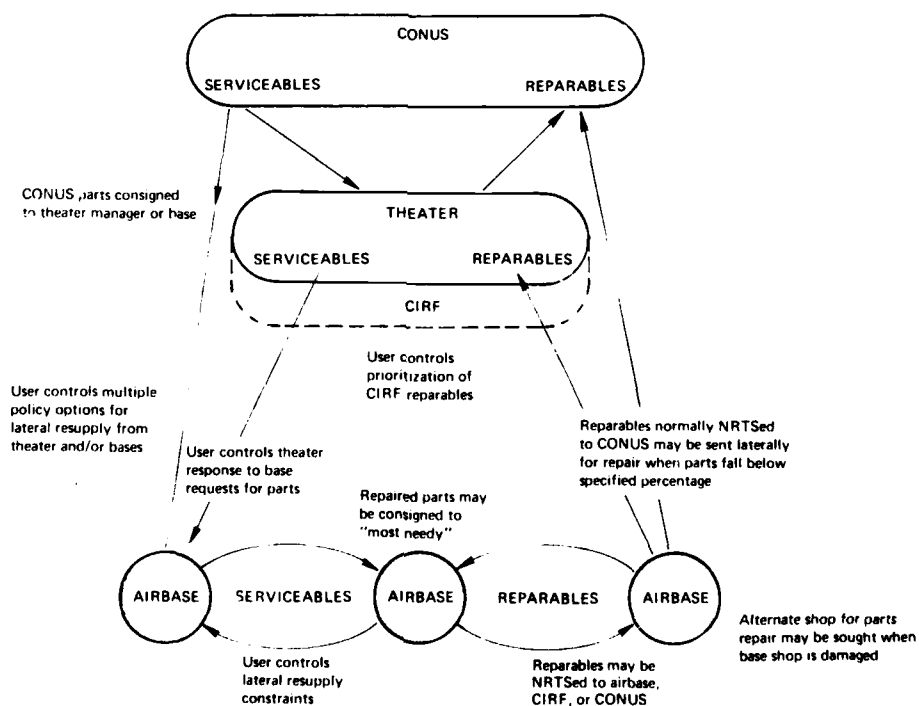 CONUS
SERVICEABLES
REPARABLES
CONUS parts consigned
to theater manager or base
THEATER
SERVICEABLES
REPARABLES
CIRF
User controls
prioritization of
CIRF reparables
User controls multiple
policy options for
lateral resupply from
theater and/or bases
User controls theater
response to base
requests for parts
Reparables normally NRTSed
to CONUS may be sent laterally
for repair when parts fall below
specified percentage
Repaired parts may
be consigned to
"most needy"
AIRBASE
SERVICEABLES
AIRBASE
REPARABLES
AIRBASE
Alternate shop for parts
repair may be sought when
base shop is damaged
User controls
lateral resupply
constraints
Reparables may be
NRTSed to airbase,
CIRF, or CONUS